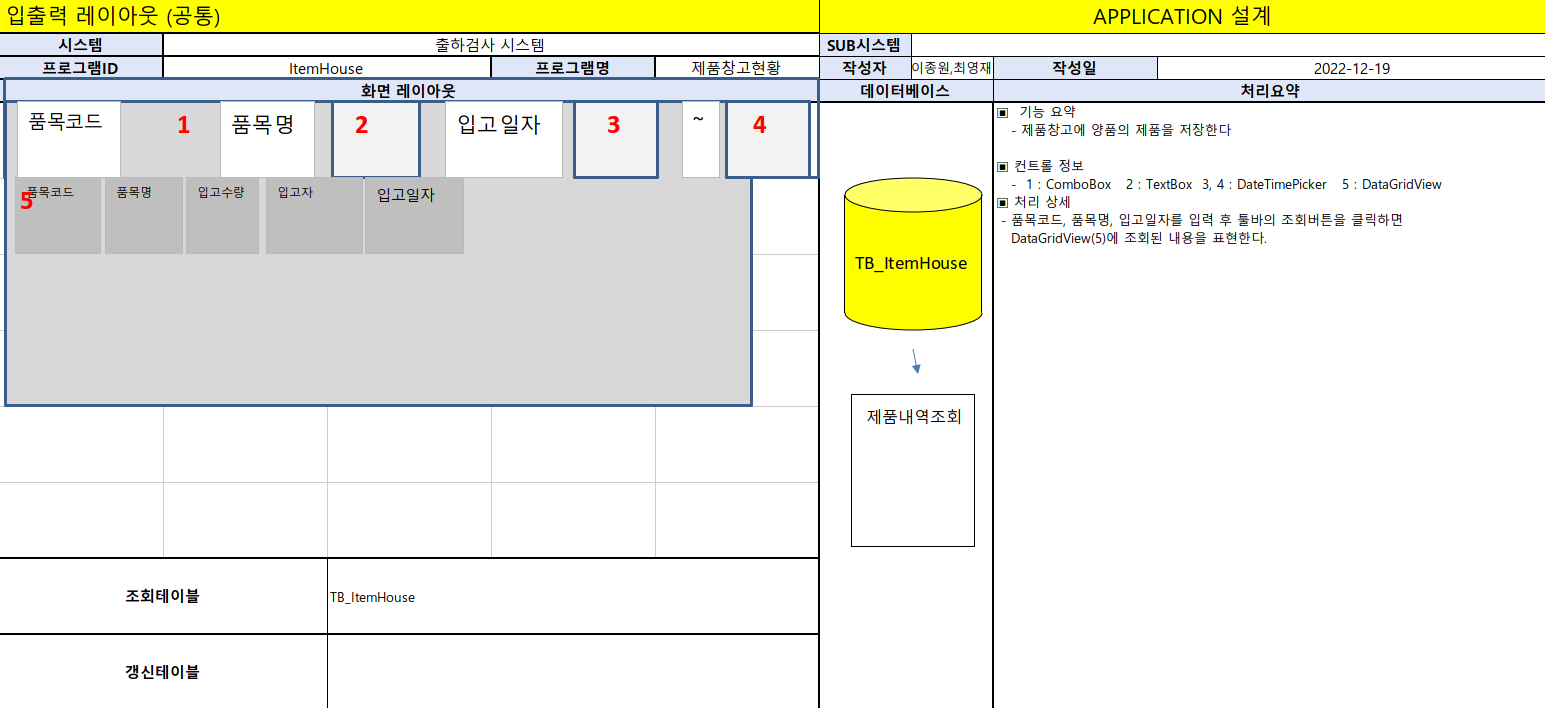 입출력 레이아웃 (공통)
APPLICATION 설계
시스템
출하검사 시스템
SUB시스템
프로그램ID
ItemHouse
프로그램명
제품창고현황
작성자
이종원,최영재
작성일
2022-12-19
화면 레이아웃
데이터베이스
처리요약
품목코드
1
품목명
2
입고일자
3
~
4
5
품목코드
품목명
입고수량
입고자
입고일자
TB_ItemHouse
제품내역조회
▣ 기능 요약
- 제품창고에 양품의 제품을 저장한다
▣ 컨트롤 정보
- 1 : ComboBox 2 : TextBox 3, 4 : DateTimePicker 5 : DataGridView
▣ 처리 상세
- 품목코드, 품목명, 입고일자를 입력 후 툴바의 조회버튼을 클릭하면
DataGridView(5)에 조회된 내용을 표현한다.
조회테이블
TB_ItemHouse
갱신테이블